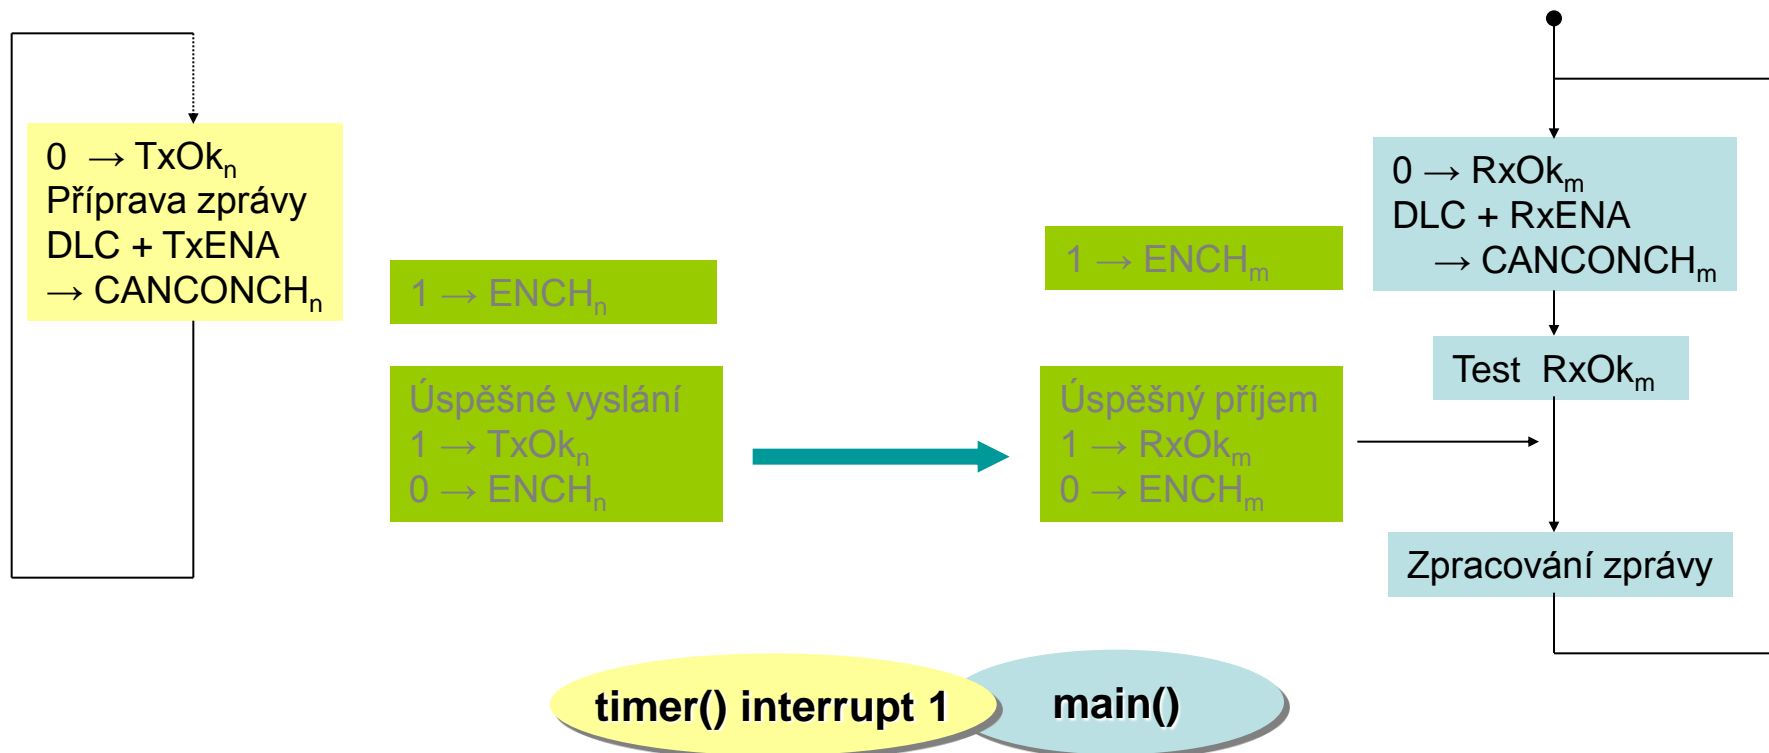 0 → TxOkn
Příprava zprávy
DLC + TxENA
→ CANCONCHn
1 → ENCHn
Úspěšné vyslání
1 → TxOkn
0 → ENCHn
1 → ENCHm
Úspěšný příjem
1 → RxOkm
0 → ENCHm
0 → RxOkm
DLC + RxENA
→ CANCONCHm
Test RxOkm
Zpracování zprávy
timer() interrupt 1
main()